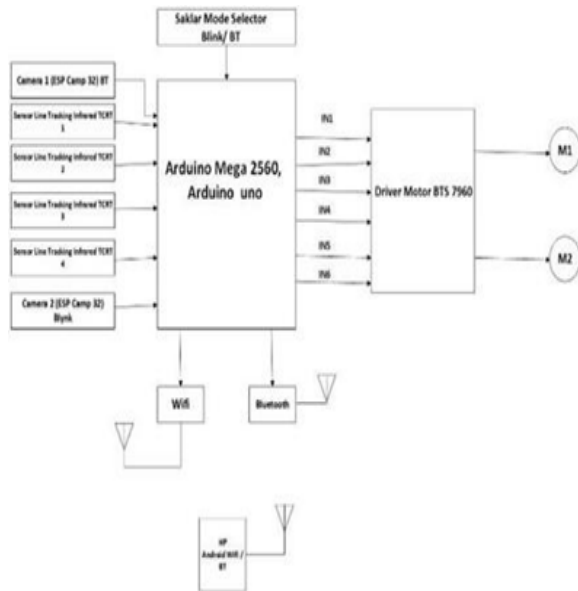 Saklar Mode Selector
Blink/ BT
Camera 1 (ESP Camp 32) BT
Sensor Line Tracking Infrared TCRT
1
Sensor Line Tracking Infrared TCRT
2
Sensor Line Tracking Infrared TCRT
3
Sensor Line Tracking Infrared TCRT
4
Camera 2 (ESP Camp 32)
Blynk
Arduino Mega 2560,
Arduino uno
IN1
IN2
IN3
IN4
IN5
IN6
Driver Motor BTS 7960
M1
M2
Wifi
Bluetooth
HP
Android Wifi /
BT